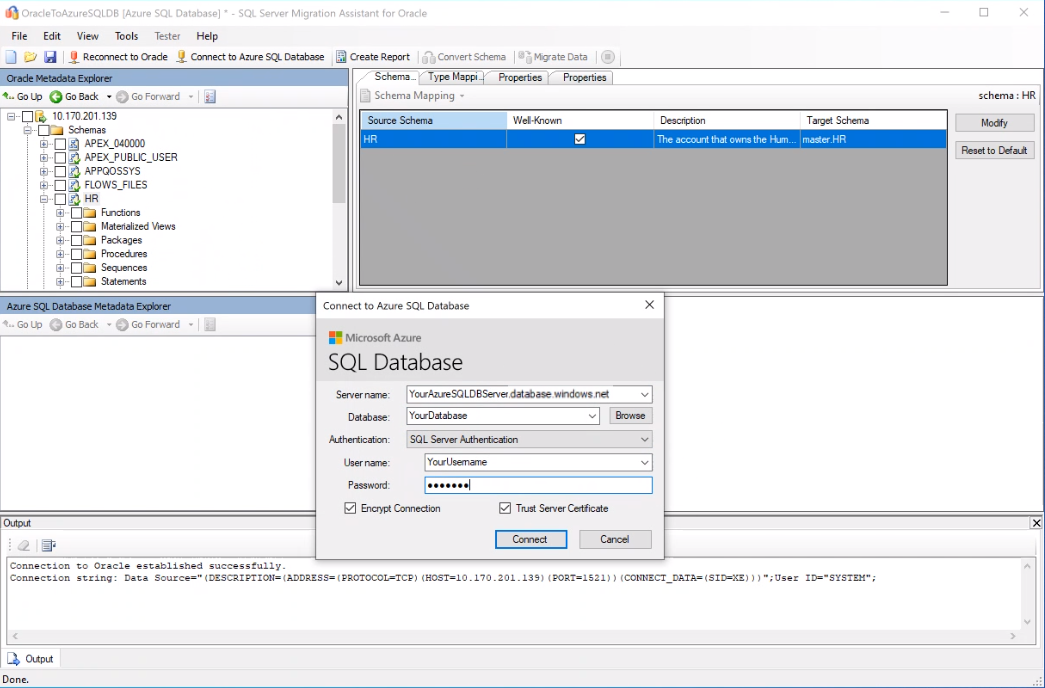 OracleToAzureSQLDB [Azure SQL Database] * - SQL Server Migration Assistant for Oracle
File Edit View Tools Tester Help
Reconnect to Oracle Connect to Azure SQL Database Create Report Convert Schema Migrate Data
Oracle Metadata Explorer
Go Up Go Back Go Forward
10.170.201.139
Schemas
APEX_040000
APEX_PUBLIC_USER
APPQOSSYS
FLOWS_FILES
HR
Functions
Materialized Views
Packages
Procedures
Sequences
Statements
Schema... Type Mappi... Properties Properties
Schema Mapping schema : HR
Source Schema Well-Known Description Target Schema
HR The account that owns the Hum... master.HR
Modify
Reset to Default
Azure SQL Database Metadata Explorer
Go Up Go Back Go Forward
Connect to Azure SQL Database
Microsoft Azure
SQL Database
Server name: YourAzureSQLDBServer.database.windows.net
Database: YourDatabase Browse
Authentication: SQL Server Authentication
User name: YourUsername
Password: •••••••
Encrypt Connection Trust Server Certificate
Connect Cancel
Output
Connection to Oracle established successfully.
Connection string: Data Source="(DESCRIPTION=(ADDRESS=(PROTOCOL=TCP)(HOST=10.170.201.139)(PORT=1521))(CONNECT_DATA=(SID=KE)))";User ID="SYSTEM";
Output
Done.